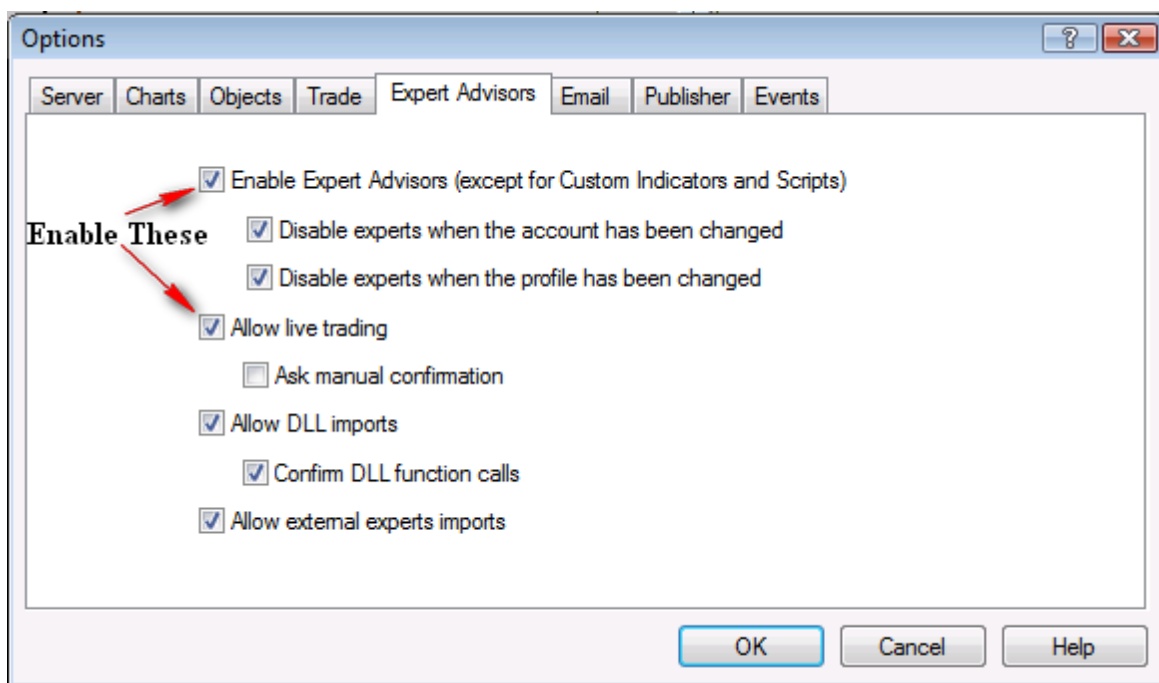 Options
Server Charts Objects Trade Expert Advisors Email Publisher Events
Enable Expert Advisors (except for Custom Indicators and Scripts)
Enable These
Disable experts when the account has been changed
Disable experts when the profile has been changed
Allow live trading
Ask manual confirmation
Allow DLL imports
Confirm DLL function calls
Allow external experts imports
OK Cancel Help